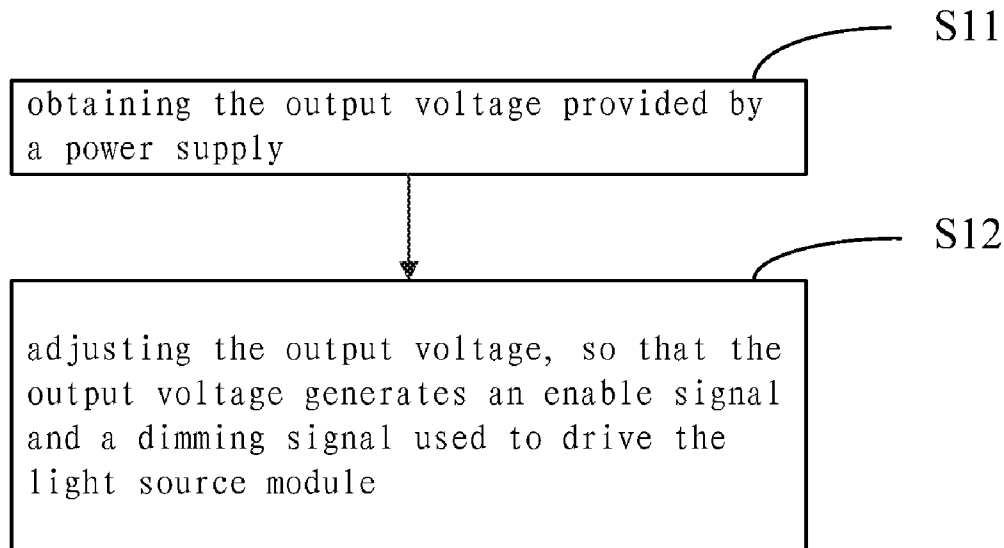 S11
obtaining the output voltage provided by
a power supply
S12
adjusting the output voltage, so that the
output voltage generates an enable signal
and a dimming signal used to drive the
light source module